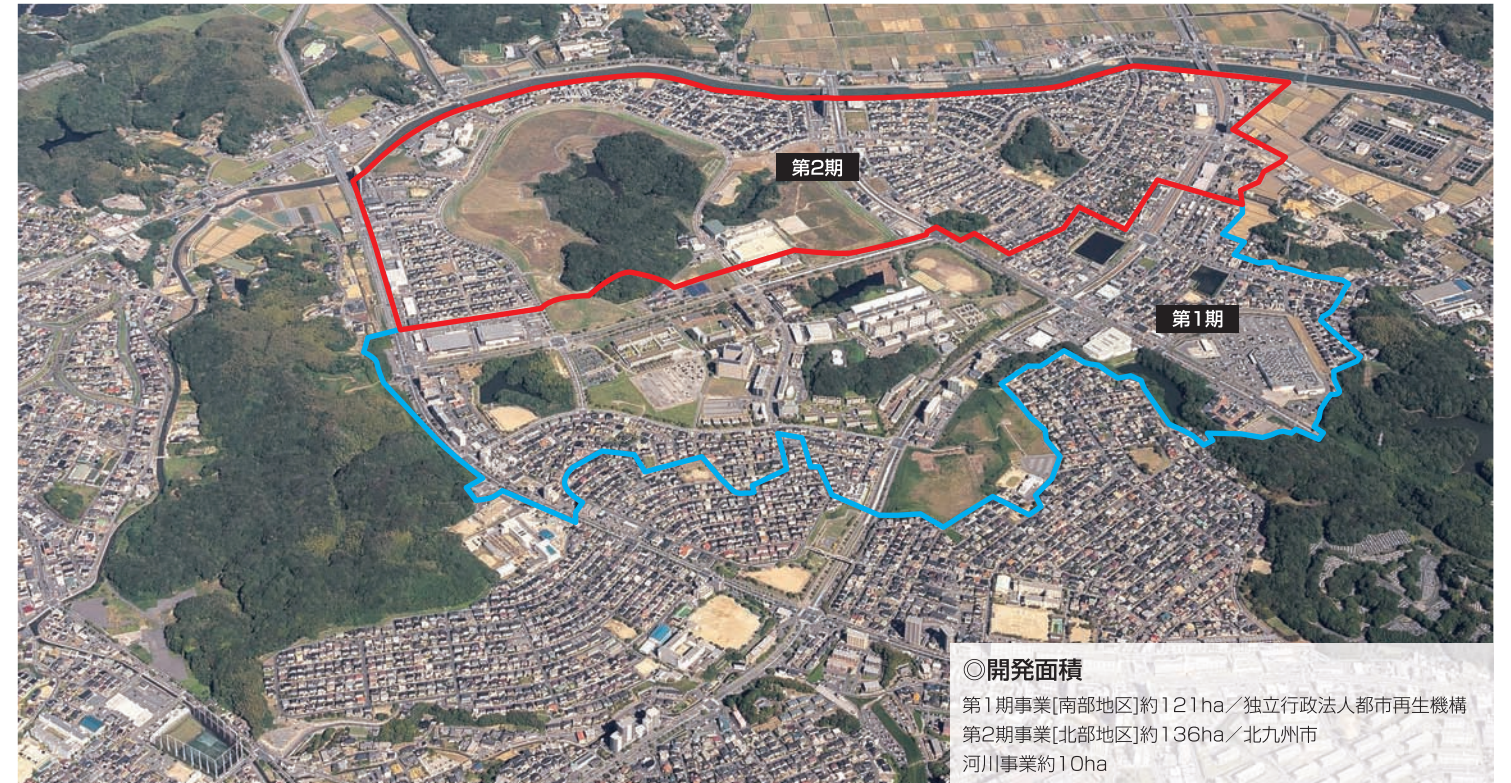 第2期
第1期
◎開発面積
第1期事業[南部地区]約121ha／独立行政法人都市再生機構
第2期事業[北部地区]約136ha／北九州市
河川事業約10ha